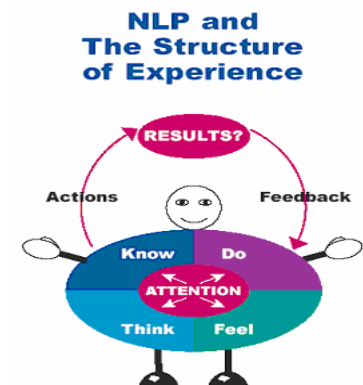 NLP and
The Structure
of Experience
RESULTS?
Actions
Feedback
Know
Do
ATTENTION
Think
Feel